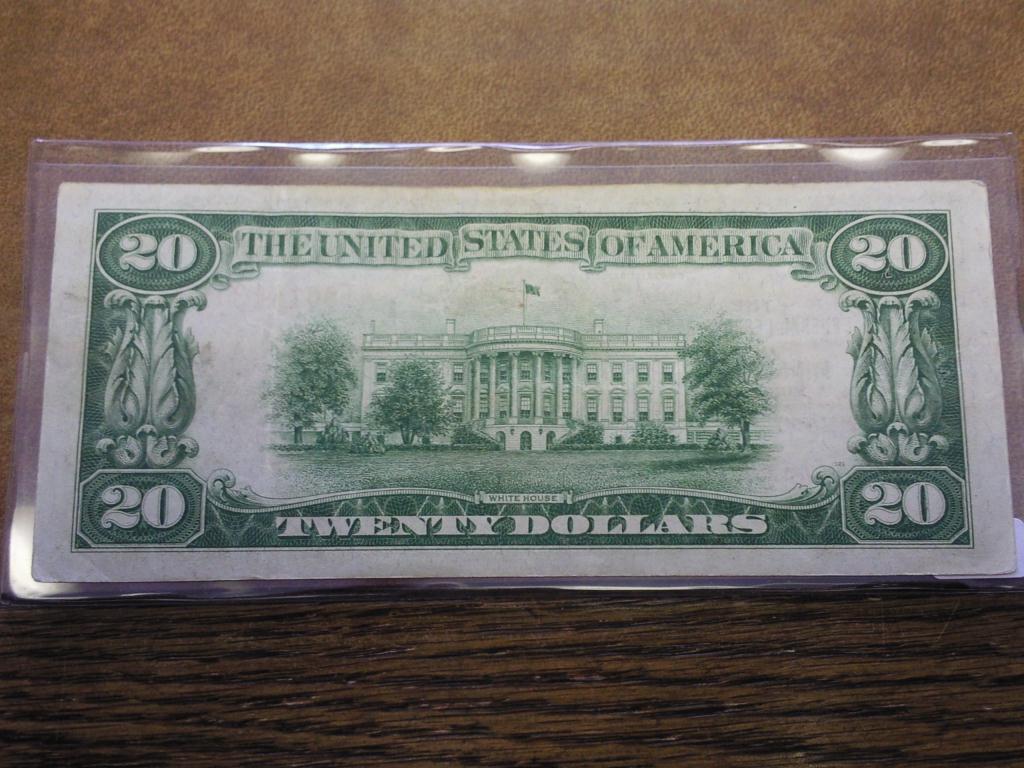 20 THE UNITED STATES OF AMERICA 20
WHITE HOUSE
20 TWENTY DOLLARS 20